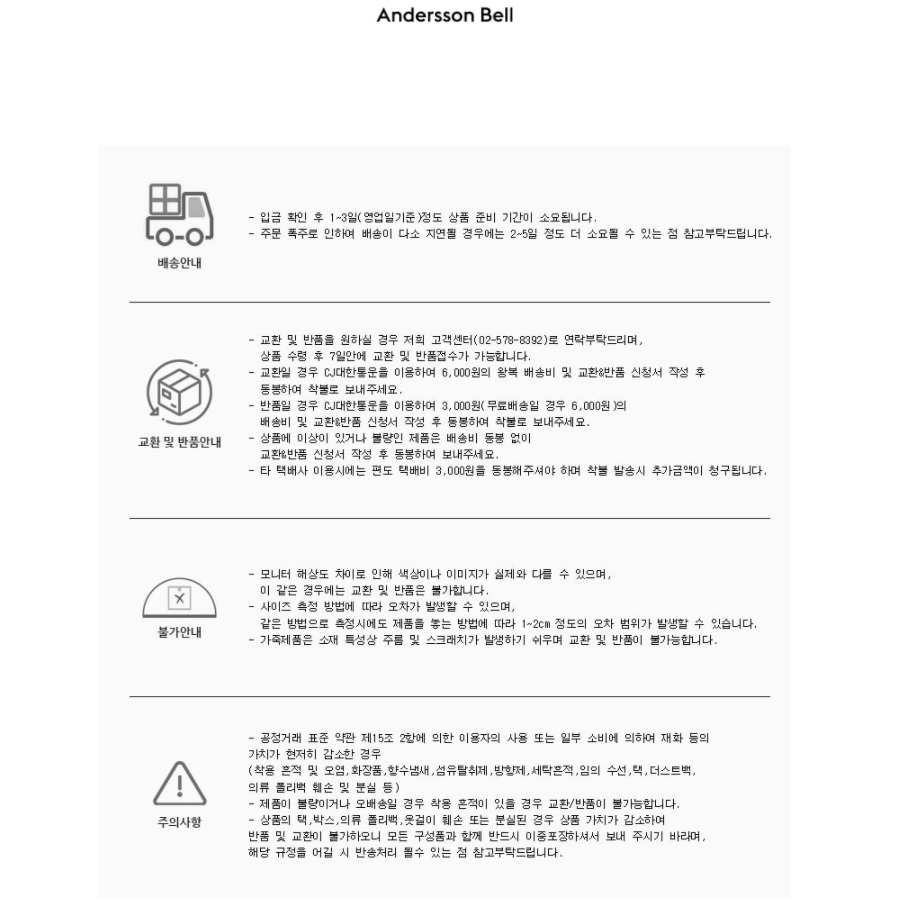 Andersson Bell
- 입금 확인 후 1~3일(영업일기준)정도 상품 준비 기간이 소요됩니다.
- 주문 폭주로 인하여 배송이 다소 지연될 경우에는 2~5일 정도 더 소요될 수 있는 점 참고부탁드립니다.
배송안내
- 교환 및 반품을 원하실 경우 저희 고객센터(02-578-8392)로 연락부탁드리며,
상품 수령 후 7일안에 교환 및 반품접수가 가능합니다.
- 교환일 경우 CJ대한통운을 이용하여 6,000원의 왕복 배송비 및 교환&반품 신청서 작성 후
동봉하여 착불로 보내주세요.
- 반품일 경우 CJ대한통운을 이용하여 3,000원(무료배송일 경우 6,000원)의
배송비 및 교환&반품 신청서 작성 후 동봉하여 착불로 보내주세요.
- 상품에 이상이 있거나 불량인 제품은 배송비 동봉 없이
교환&반품 신청서 작성 후 동봉하여 보내주세요.
- 타 택배사 이용시에는 편도 택배비 3,000원을 동봉해주셔야 하며 착불 발송시 추가금액이 청구됩니다.
교환 및 반품안내
- 모니터 해상도 차이로 인해 색상이나 이미지가 실제와 다를 수 있으며,
이 같은 경우에는 교환 및 반품은 불가합니다.
- 사이즈 측정 방법에 따라 오차가 발생할 수 있으며,
같은 방법으로 측정시에도 제품을 놓는 방법에 따라 1~2cm 정도의 오차 범위가 발생할 수 있습니다.
- 가죽제품은 소재 특성상 주름 및 스크래치가 발생하기 쉬우며 교환 및 반품이 불가능합니다.
불가안내
- 공정거래 표준 약관 제15조 2항에 의한 이용자의 사용 또는 일부 소비에 의하여 재화 등의
가치가 현저히 감소한 경우
(착용 흔적 및 오염,화장품,향수냄새,섬유탈취제,방향제,세탁흔적,임의 수선,택,더스트백,
의류 폴리백 훼손 및 분실 등)
- 제품이 불량이거나 오배송일 경우 착용 흔적이 있을 경우 교환/반품이 불가능합니다.
- 상품의 택,박스,의류 폴리백,옷걸이 훼손 또는 분실된 경우 상품 가치가 감소하여
반품 및 교환이 불가하오니 모든 구성품과 함께 반드시 이중포장하셔서 보내 주시기 바라며,
해당 규정을 어길 시 반송처리 될수 있는 점 참고부탁드립니다.
주의사항